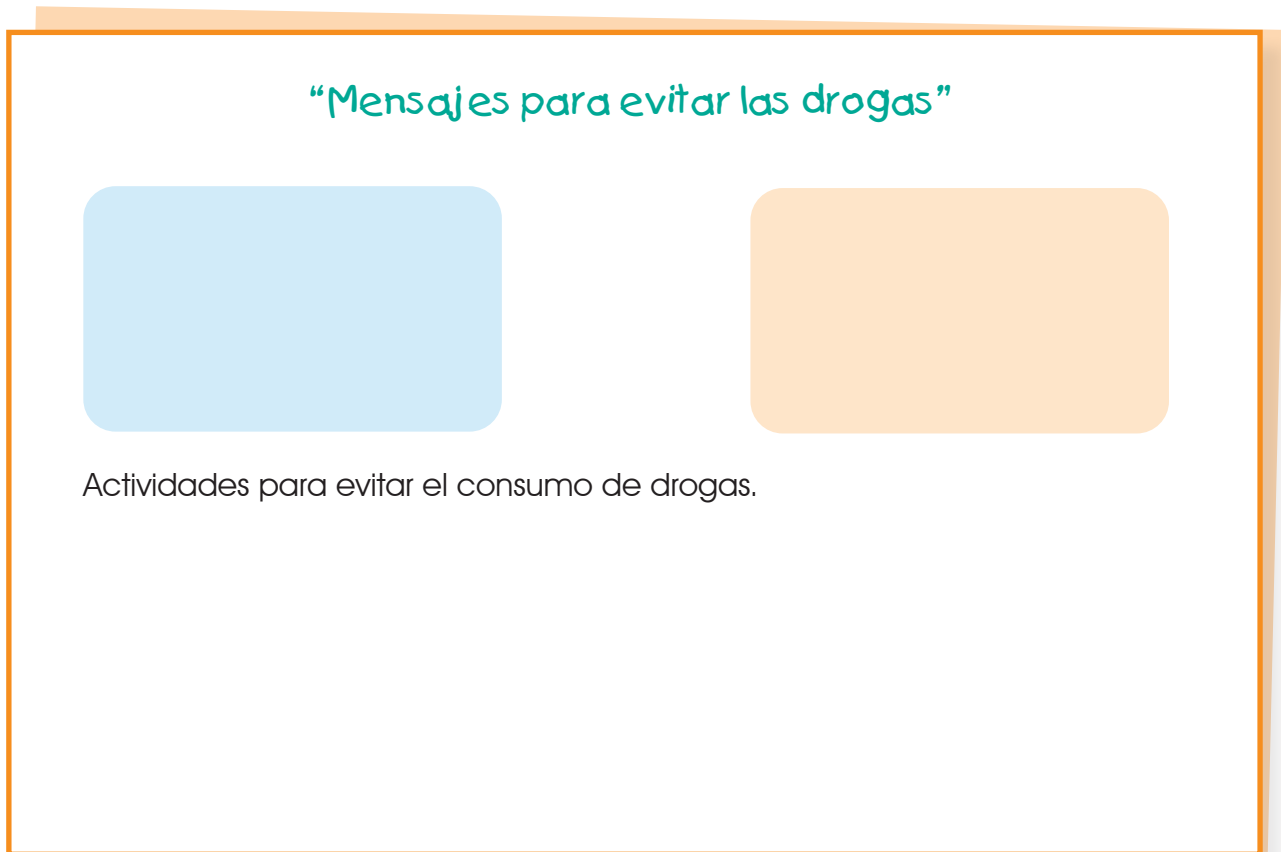 “Mensajes para evitar las drogas”
Actividades para evitar el consumo de drogas.